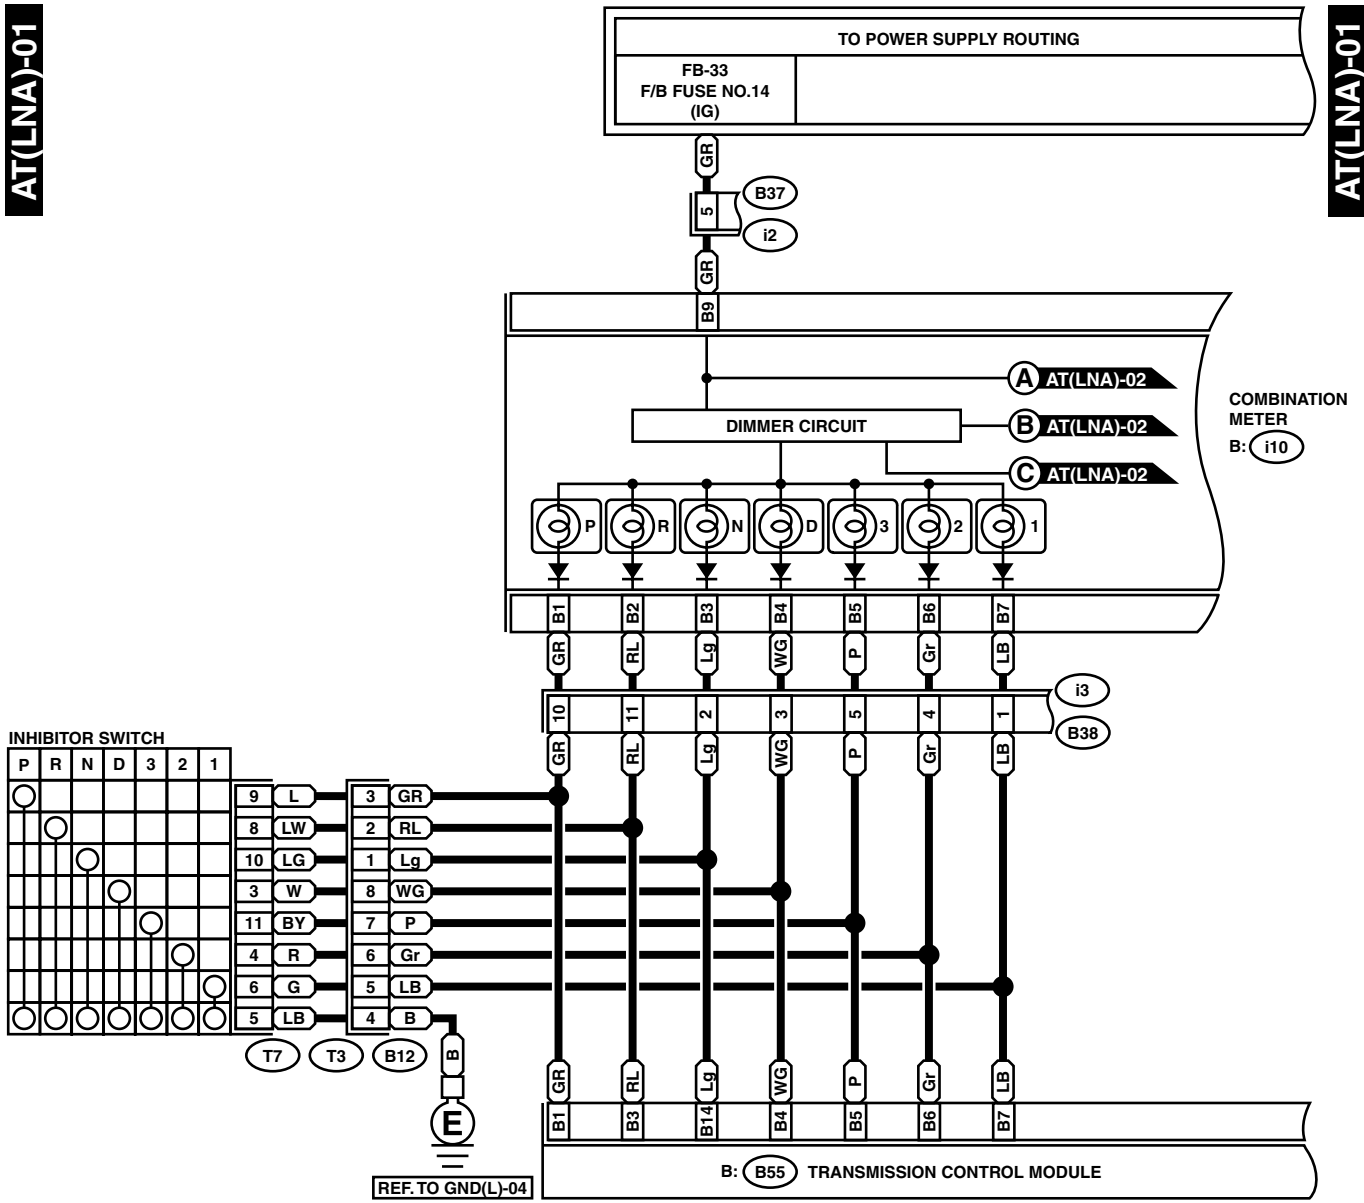 AT(LNA)-01
AT(LNA)-01
TO POWER SUPPLY ROUTING
FB-33
F/B FUSE NO.14
(IG)
GR
5
B37
i2
GR
B9
A AT(LNA)-02
DIMMER CIRCUIT
B AT(LNA)-02
C AT(LNA)-02
COMBINATION
METER
B: i10
P R N D 3 2 1
B1 B2 B3 B4 B5 B6 B7
GR RL Lg WG P Gr LB
i3
10 11 2 3 5 4 1
B38
GR RL Lg WG P Gr LB
INHIBITOR SWITCH
P R N D 3 2 1
9 L 3 GR
8 LW 2 RL
10 LG 1 Lg
3 W 8 WG
11 BY 7 P
4 R 6 Gr
6 G 5 LB
5 LB 4 B
T7 T3 B12
B
E
REF. TO GND(L)-04
GR RL Lg WG P Gr LB
B1 B3 B14 B4 B5 B6 B7
B: B55 TRANSMISSION CONTROL MODULE